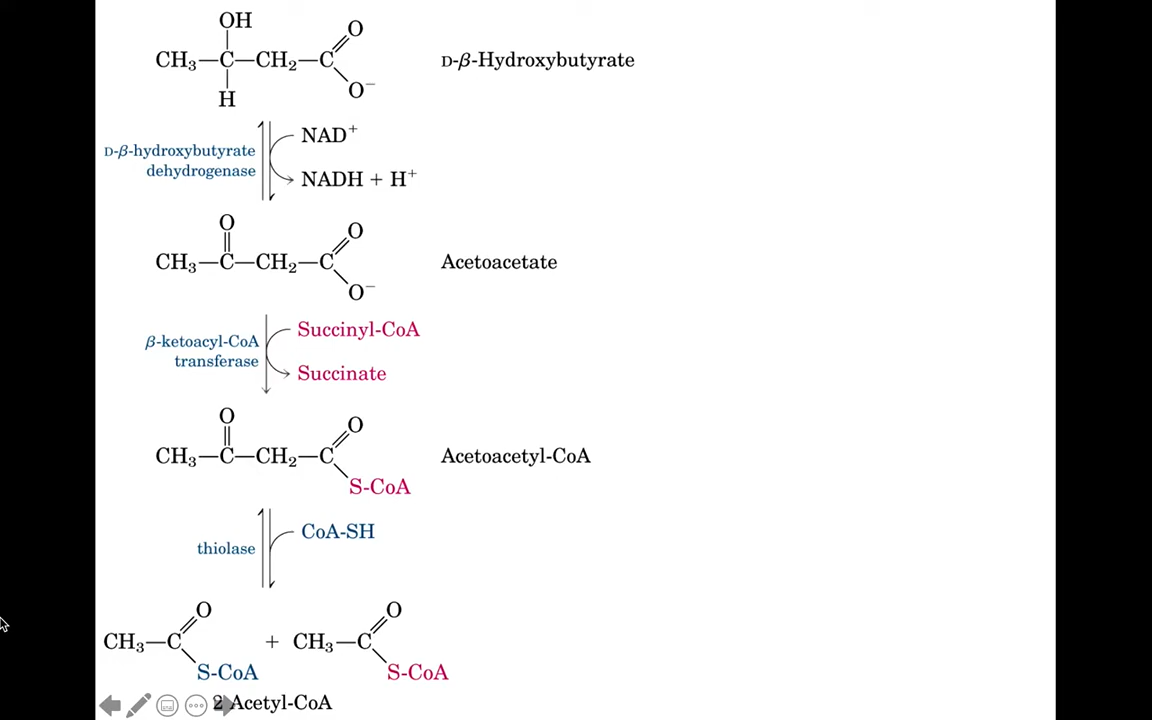 OH
O
CH₃—C—CH₂—C
O⁻
H
D-β-Hydroxybutyrate
D-β-hydroxybutyrate
dehydrogenase
NAD⁺
NADH + H⁺
O
O
CH₃—C—CH₂—C
O⁻
Acetoacetate
β-ketoacyl-CoA
transferase
Succinyl-CoA
Succinate
O
O
CH₃—C—CH₂—C
S-CoA
Acetoacetyl-CoA
thiolase
CoA-SH
O
O
CH₃—C + CH₃—C
S-CoA
S-CoA
2 Acetyl-CoA